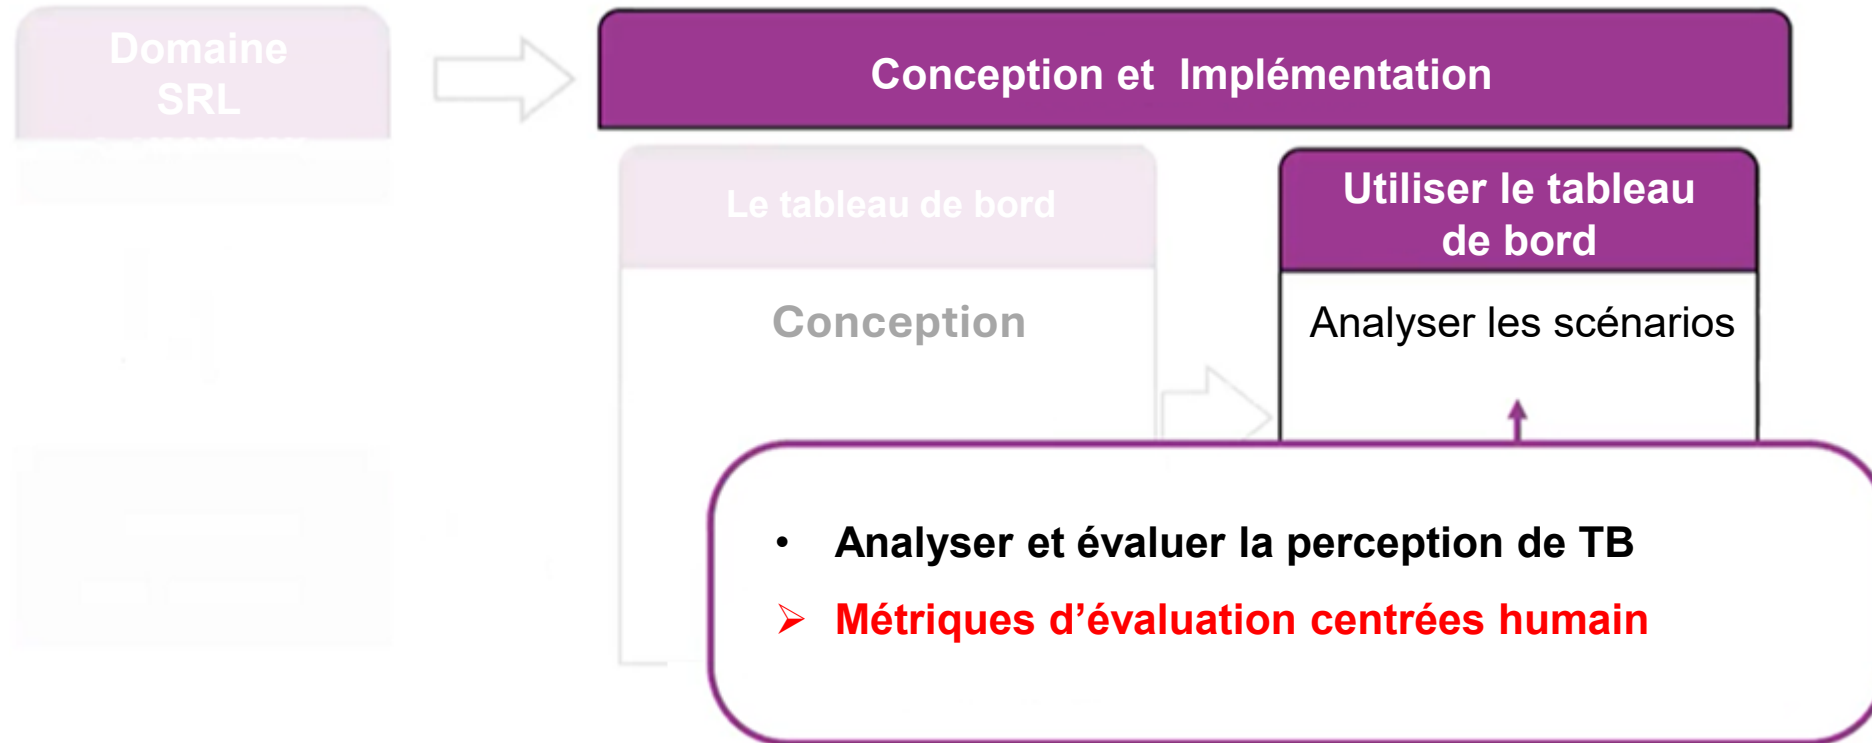 Domaine
SRL
Conception et Implémentation
Le tableau de bord
Utiliser le tableau
de bord
Conception
Analyser les scénarios
• Analyser et évaluer la perception de TB
➢ Métriques d’évaluation centrées humain